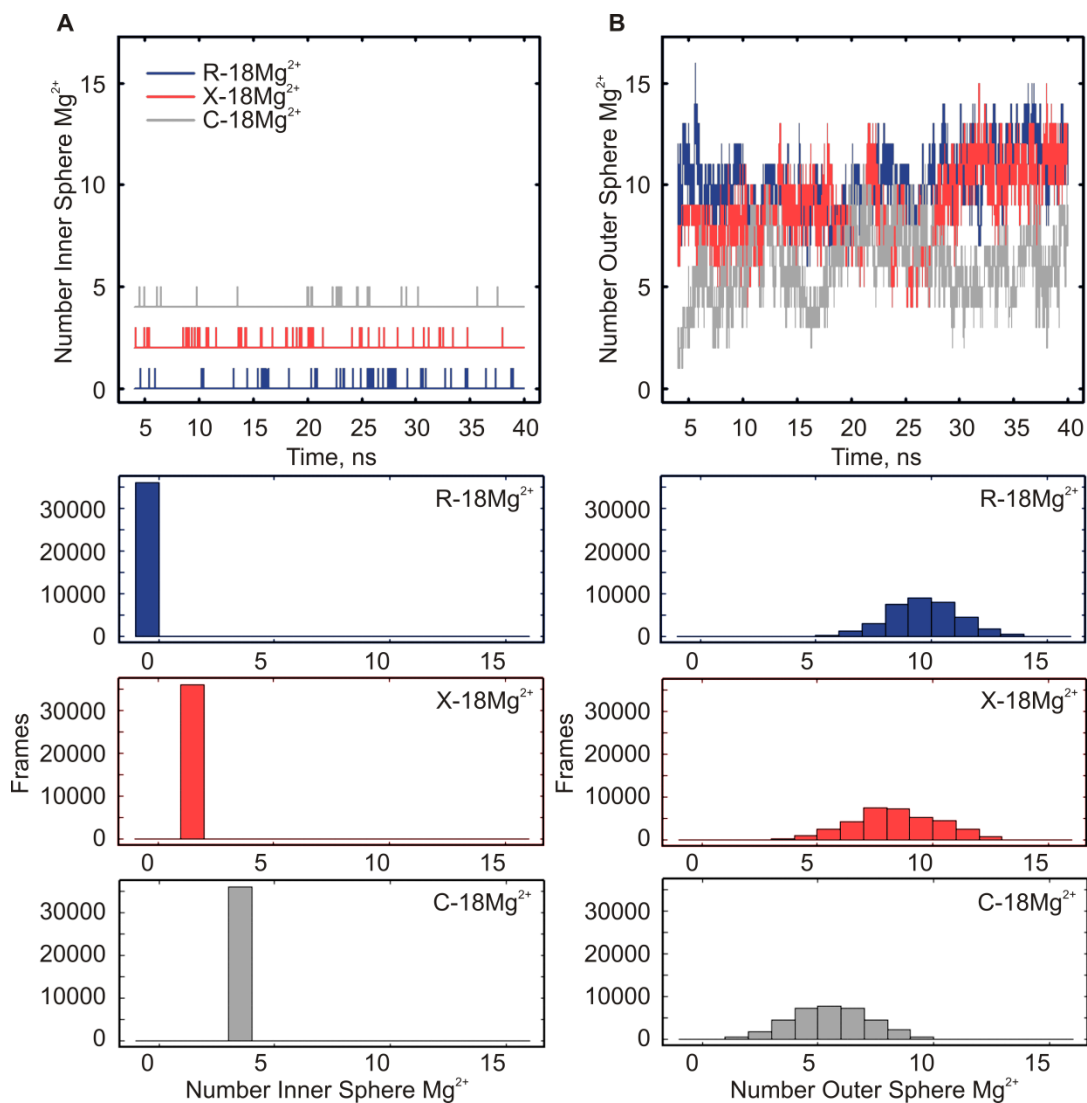 A
Number Inner Sphere Mg²⁺
15
10
5
0
R-18Mg²⁺
X-18Mg²⁺
C-18Mg²⁺
5 10 15 20 25 30 35 40
Time, ns
B
Number Outer Sphere Mg²⁺
15
10
5
0
5 10 15 20 25 30 35 40
Time, ns
R-18Mg²⁺
30000
20000
10000
0
0 5 10 15
X-18Mg²⁺
Frames
30000
20000
10000
0
0 5 10 15
C-18Mg²⁺
30000
20000
10000
0
0 5 10 15
Number Inner Sphere Mg²⁺
R-18Mg²⁺
30000
20000
10000
0
0 5 10 15
X-18Mg²⁺
Frames
30000
20000
10000
0
0 5 10 15
C-18Mg²⁺
30000
20000
10000
0
0 5 10 15
Number Outer Sphere Mg²⁺